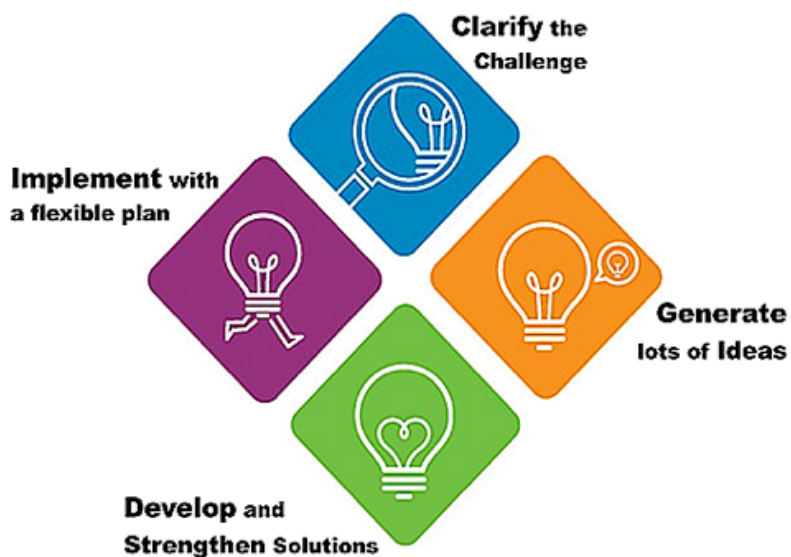 Clarify the
Challenge
Implement with
a flexible plan
Generate
lots of Ideas
Develop and
Strengthen Solutions